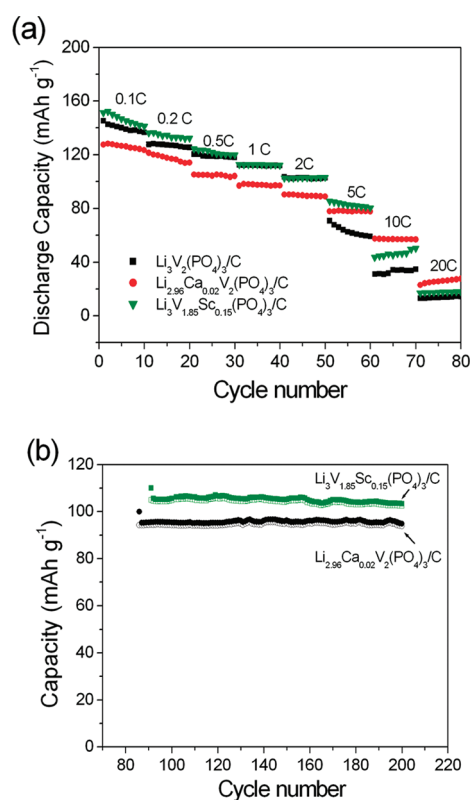 (a)
200
160
120
80
40
0
Discharge Capacity (mAh g⁻¹)
0.1C
0.2 C
0.5C
1 C
2C
5C
10C
20C
Li₃V₂(PO₄)₃/C
Li₂.₉₆Ca₀.₀₂V₂(PO₄)₃/C
Li₃V₁.₈₅Sc₀.₁₅(PO₄)₃/C
0 10 20 30 40 50 60 70 80
Cycle number
(b)
120
100
80
60
40
20
0
Capacity (mAh g⁻¹)
Li₃V₁.₈₅Sc₀.₁₅(PO₄)₃/C
Li₂.₉₆Ca₀.₀₂V₂(PO₄)₃/C
80 100 120 140 160 180 200 220
Cycle number